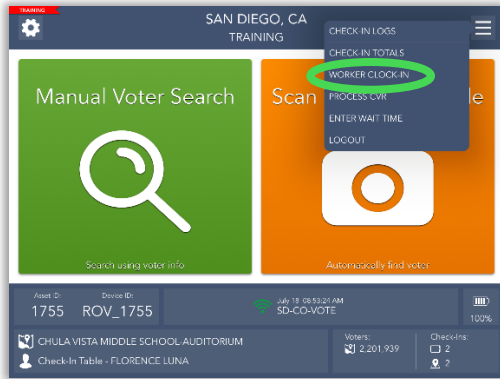 TRAINING
SAN DIEGO, CA
TRAINING
CHECK-IN LOGS
CHECK-IN TOTALS
WORKER CLOCK-IN
PROCESS CVR
ENTER WAIT TIME
LOGOUT
Manual Voter Search
Search using voter info
Scan
le
Automatically find voter
Asset ID:
1755
Device ID:
ROV_1755
July 18 08:53:24 AM
SD-CO-VOTE
100%
CHULA VISTA MIDDLE SCHOOL-AUDITORIUM
Check-In Table - FLORENCE LUNA
Voters:
2,201,939
Check-Ins:
2
2